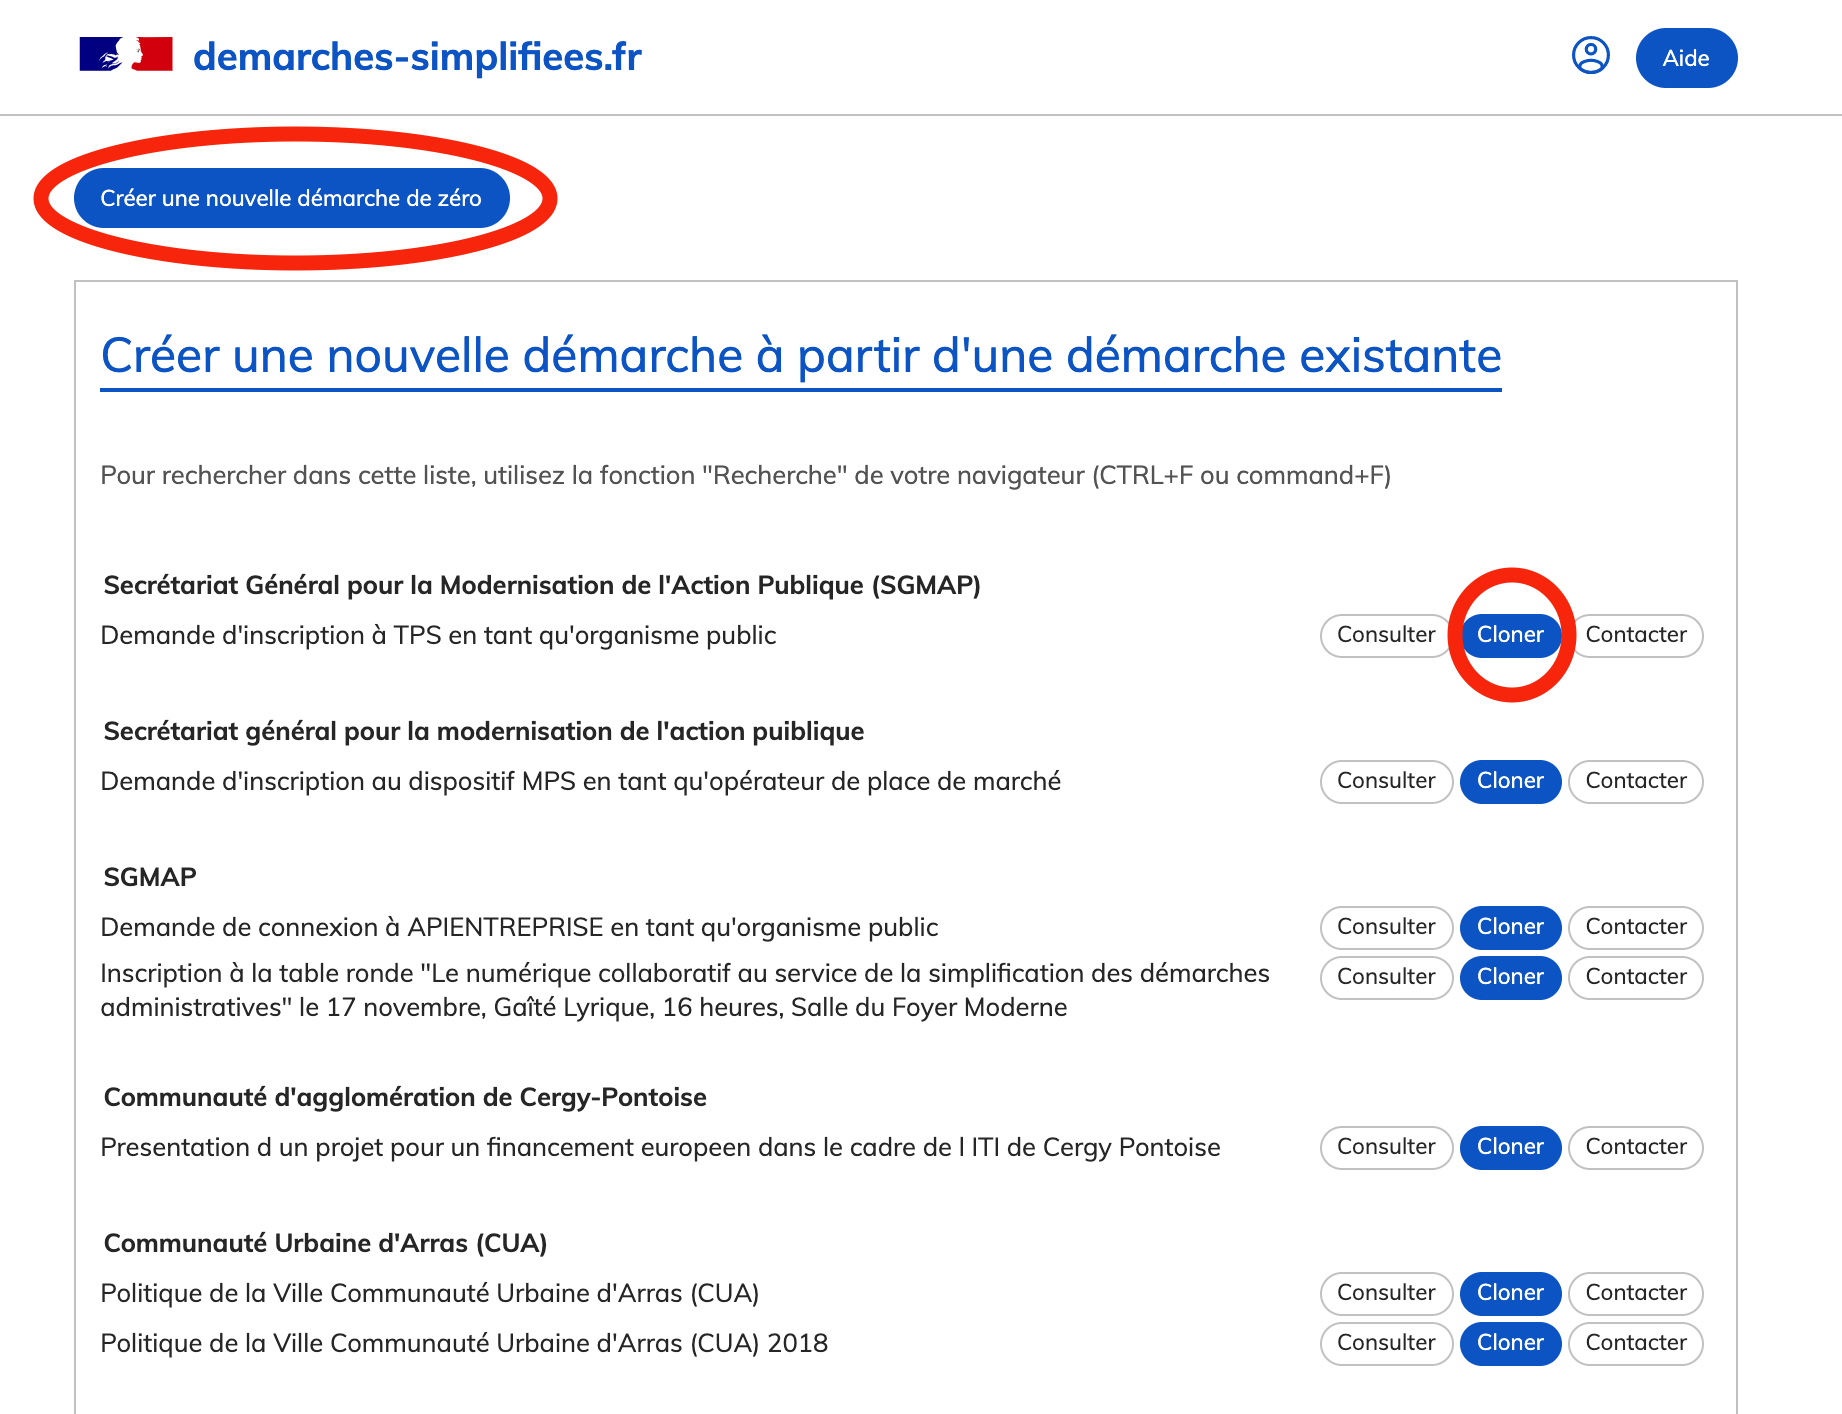 demarches-simplifiees.fr
Aide
Créer une nouvelle démarche de zéro
Créer une nouvelle démarche à partir d'une démarche existante
Pour rechercher dans cette liste, utilisez la fonction "Recherche" de votre navigateur (CTRL+F ou command+F)
Secrétariat Général pour la Modernisation de l'Action Publique (SGMAP)
Demande d'inscription à TPS en tant qu'organisme public Consulter Cloner Contacter
Secrétariat général pour la modernisation de l'action puiblique
Demande d'inscription au dispositif MPS en tant qu'opérateur de place de marché Consulter Cloner Contacter
SGMAP
Demande de connexion à APIENTREPRISE en tant qu'organisme public Consulter Cloner Contacter
Inscription à la table ronde "Le numérique collaboratif au service de la simplification des démarches Consulter Cloner Contacter
administratives" le 17 novembre, Gaîté Lyrique, 16 heures, Salle du Foyer Moderne
Communauté d'agglomération de Cergy-Pontoise
Presentation d un projet pour un financement europeen dans le cadre de l ITI de Cergy Pontoise Consulter Cloner Contacter
Communauté Urbaine d'Arras (CUA)
Politique de la Ville Communauté Urbaine d'Arras (CUA) Consulter Cloner Contacter
Politique de la Ville Communauté Urbaine d'Arras (CUA) 2018 Consulter Cloner Contacter